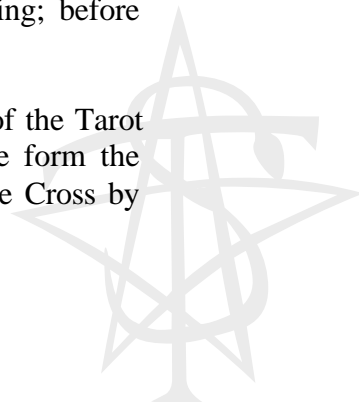 ing; before
of the Tarot
e form the
e Cross by